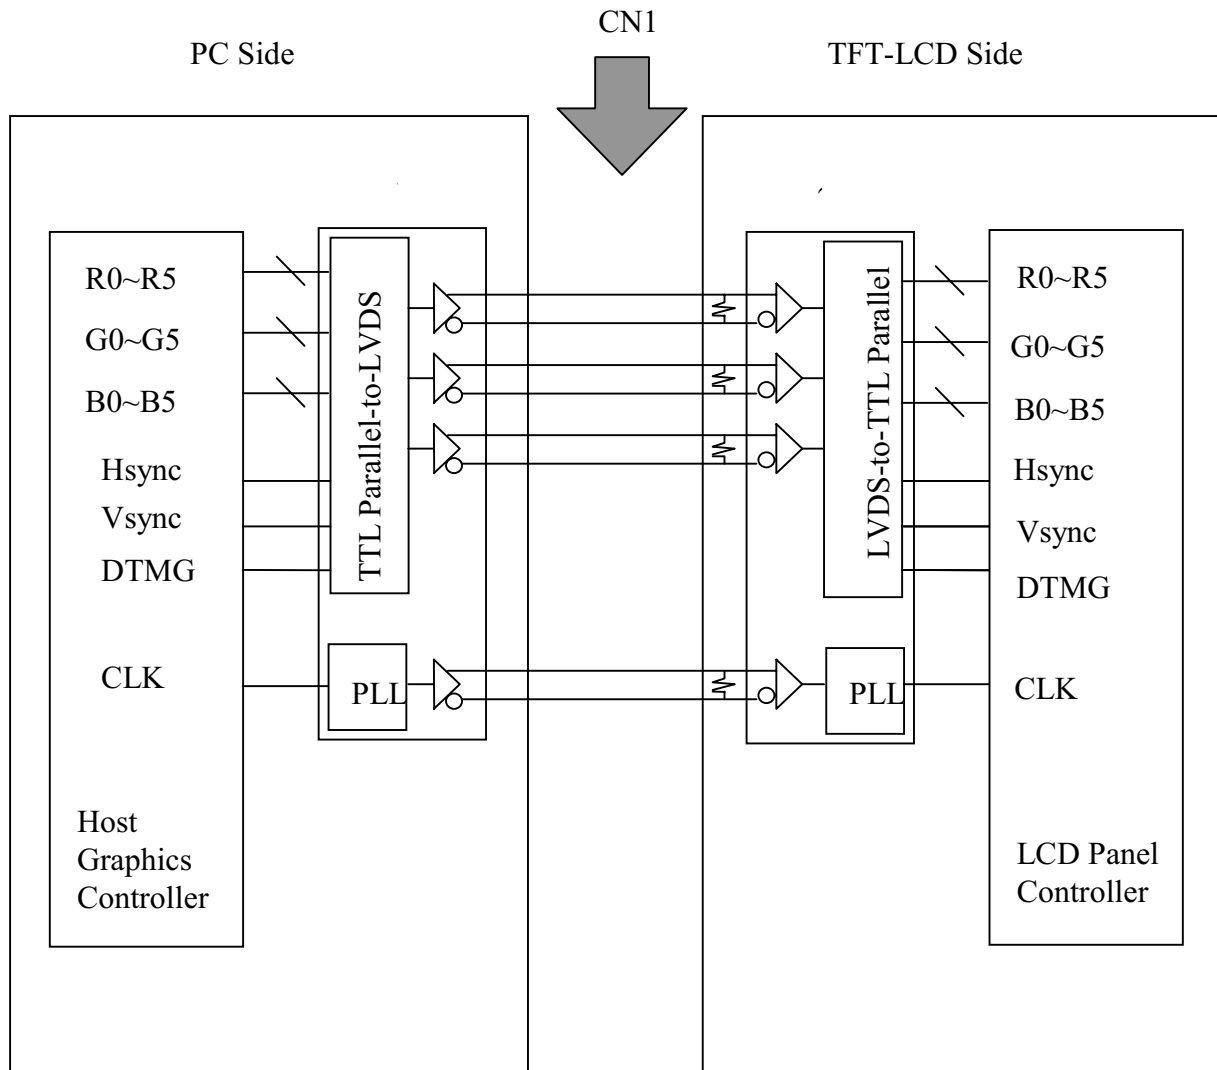 CN1
PC Side
TFT-LCD Side
R0~R5
G0~G5
B0~B5
Hsync
Vsync
DTMG
CLK
Host
Graphics
Controller
TTL Parallel-to-LVDS
PLL
LVDS-to-TTL Parallel
PLL
R0~R5
G0~G5
B0~B5
Hsync
Vsync
DTMG
CLK
LCD Panel
Controller